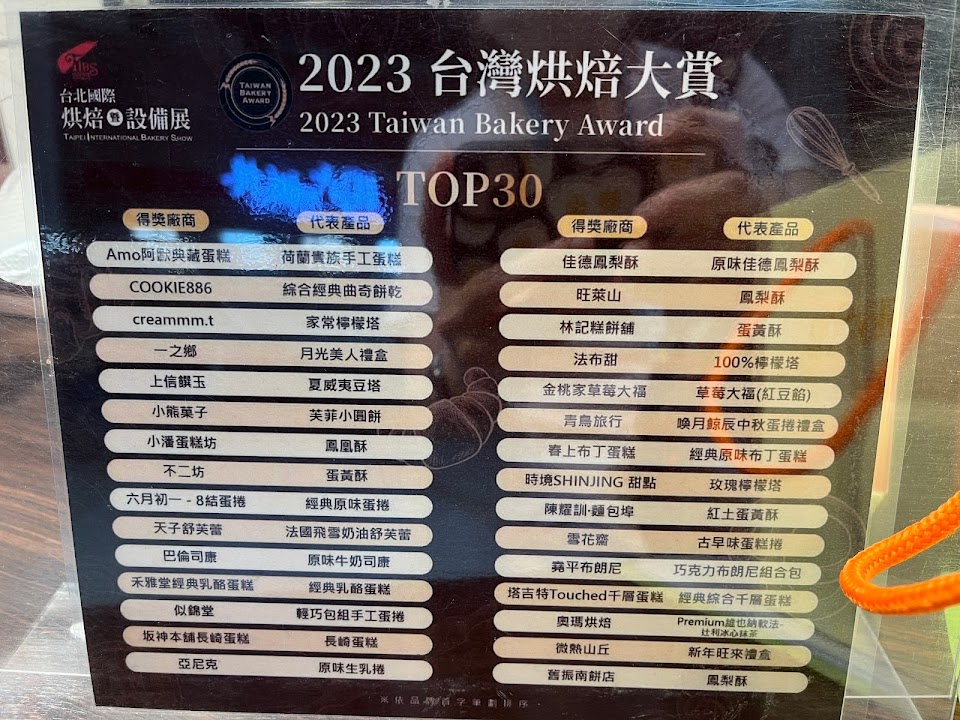 TIBS
台北國際
烘焙暨設備展
TAIPEI INTERNATIONAL BAKERY SHOW
TAIWAN
BAKERY
AWARD
2023 台灣烘焙大賞
2023 Taiwan Bakery Award
TOP30
得獎廠商 代表產品
Amo阿默典藏蛋糕 荷蘭貴族手工蛋糕
COOKIE886 綜合經典曲奇餅乾
creammm.t 家常檸檬塔
一之鄉 月光美人禮盒
上信饌玉 夏威夷豆塔
小熊菓子 芙菲小圓餅
小潘蛋糕坊 鳳凰酥
不二坊 蛋黃酥
六月初一 - 8結蛋捲 經典原味蛋捲
天子舒芙蕾 法國飛雪奶油舒芙蕾
巴倫司康 原味牛奶司康
禾雅堂經典乳酪蛋糕 經典乳酪蛋糕
似錦堂 輕巧包組手工蛋捲
坂神本舖長崎蛋糕 長崎蛋糕
亞尼克 原味生乳捲
得獎廠商 代表產品
佳德鳳梨酥 原味佳德鳳梨酥
旺萊山 鳳梨酥
林記糕餅舖 蛋黃酥
法布甜 100%檸檬塔
金桃家草莓大福 草莓大福(紅豆餡)
青鳥旅行 喚月餠辰中秋蛋捲禮盒
春上布丁蛋糕 經典原味布丁蛋糕
時境SHINJING 甜點 玫瑰檸檬塔
陳耀訓·麵包埠 紅土蛋黃酥
雪花齋 古早味蛋糕捲
堯平布朗尼 巧克力布朗尼組合包
塔吉特Touched千層蛋糕 經典綜合千層蛋糕
奧瑪烘焙 Premium維也納軟法-
辻利冰心抹茶
微熱山丘 新年旺來禮盒
舊振南餅店 鳳梨酥
※依品牌首字筆劃排序